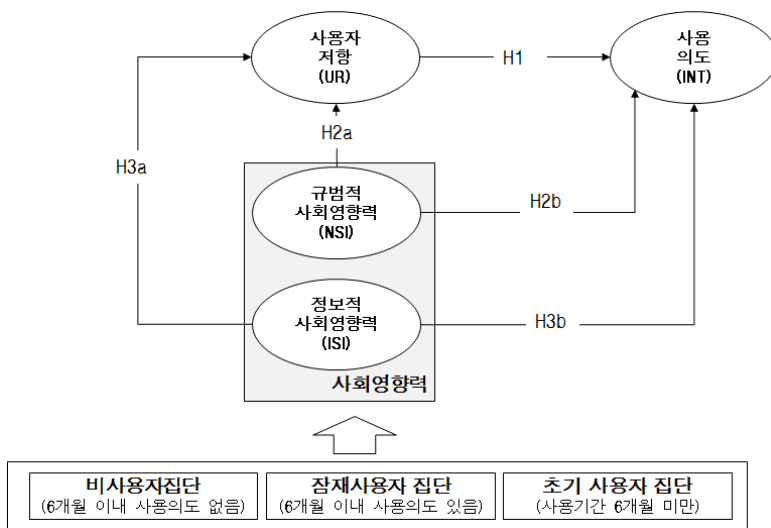 사용자
저항
(UR)
H1
사용
의도
(INT)
H2a
H3a
규범적
사회영향력
(NSI)
H2b
정보적
사회영향력
(ISI)
H3b
사회영향력
비사용자집단
(6개월 이내 사용의도 없음)
잠재사용자 집단
(6개월 이내 사용의도 있음)
초기 사용자 집단
(사용기간 6개월 미만)